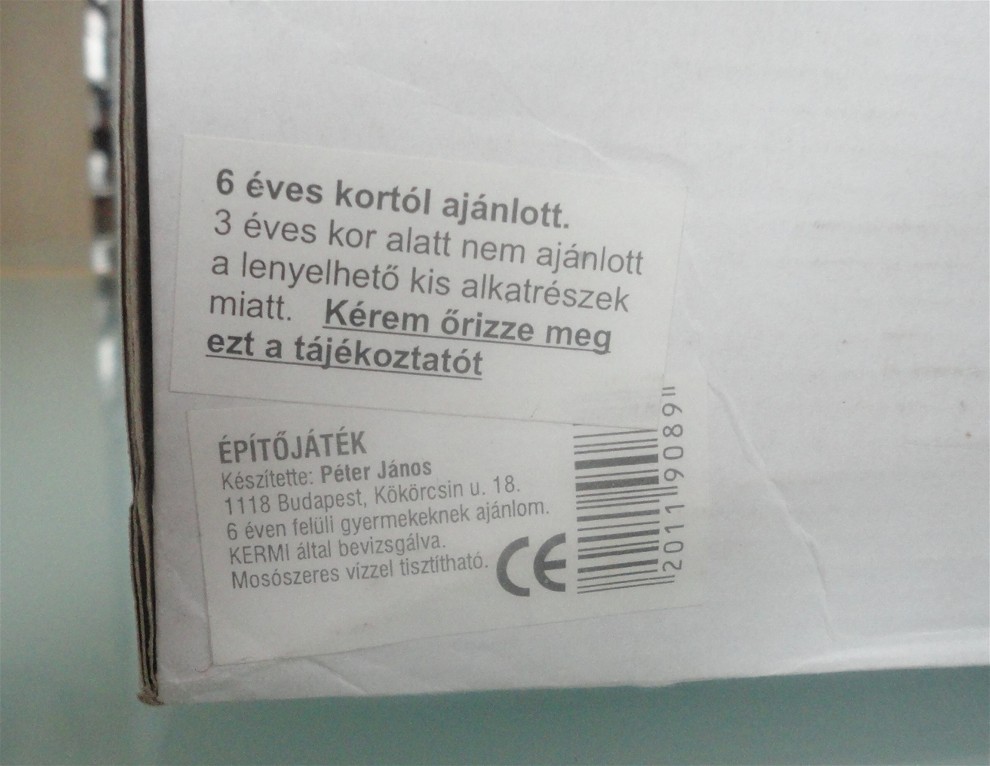 6 éves kortól ajánlott.
3 éves kor alatt nem ajánlott
a lenyelhető kis alkatrészek
miatt. Kérem őrizze meg
ezt a tájékoztatót
ÉPÍTŐJÁTÉK
Készítette: Péter János
1118 Budapest, Kökörcsin u. 18.
6 éven felüli gyermekeknek ajánlom.
KERMI által bevizsgálva.
Mosószeres vízzel tisztítható.
CE
20119089